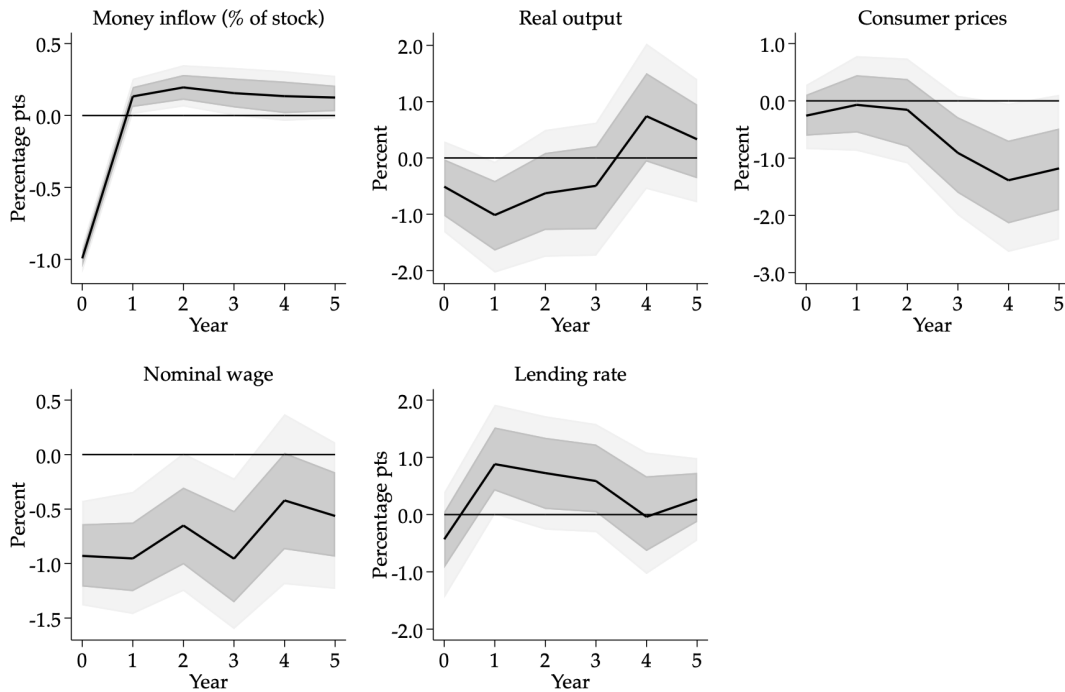 Money inflow (% of stock)
Percentage pts
0.5
0.0
-0.5
-1.0
0 1 2 3 4 5
Year
Real output
Percent
2.0
1.0
0.0
-1.0
-2.0
0 1 2 3 4 5
Year
Consumer prices
Percent
1.0
0.0
-1.0
-2.0
-3.0
0 1 2 3 4 5
Year
Nominal wage
Percent
0.5
0.0
-0.5
-1.0
-1.5
0 1 2 3 4 5
Year
Lending rate
Percentage pts
2.0
1.0
0.0
-1.0
-2.0
0 1 2 3 4 5
Year